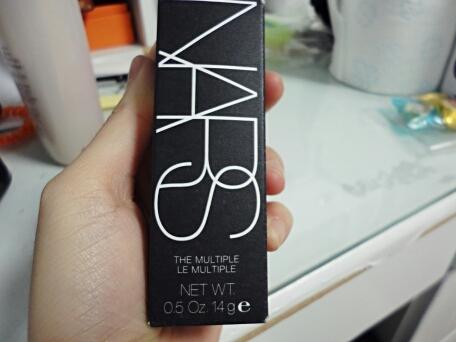 NARS
THE MULTIPLE
LE MULTIPLE
NET WT.
0.5 Oz. 14g e